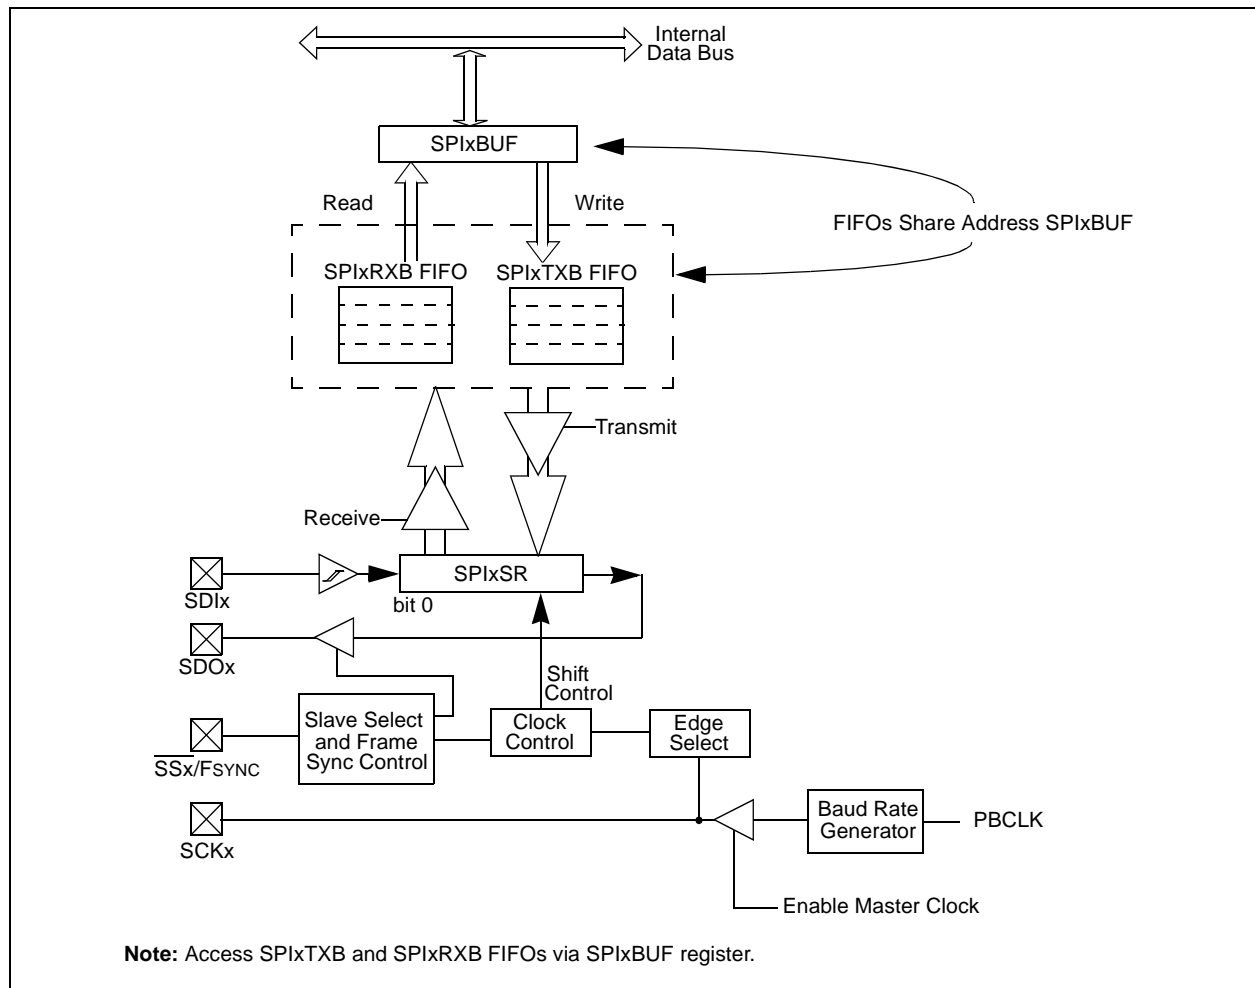 Internal
Data Bus
SPIxBUF
Read
Write
FIFOs Share Address SPIxBUF
SPIxRXB FIFO
SPIxTXB FIFO
Transmit
Receive
SPIxSR
SDIx
bit 0
SDOx
Shift
Control
Slave Select
and Frame
Sync Control
Clock
Control
Edge
Select
SSx/FSYNC
Baud Rate
Generator
PBCLK
SCKx
Enable Master Clock
Note: Access SPIxTXB and SPIxRXB FIFOs via SPIxBUF register.